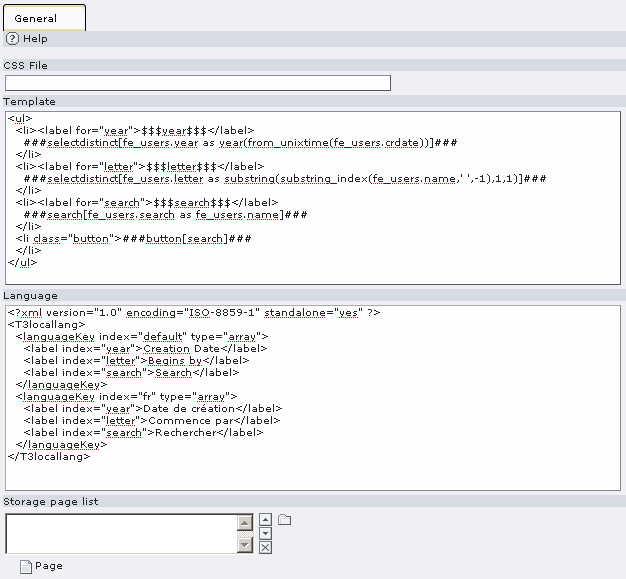 General
Help
CSS File
Template
<ul>
<li><label for="year">$$$year$$$</label>
###selectdistinct[fe_users.year as year(from_unixtime(fe_users.crdate))]###
</li>
<li><label for="letter">$$$letter$$$</label>
###selectdistinct[fe_users.letter as substring(substring_index(fe_users.name,' ',-1),1,1)]###
</li>
<li><label for="search">$$$search$$$</label>
###search[fe_users.search as fe_users.name]###
</li>
<li class="button">###button[search]###
</li>
</ul>
Language
<?xml version="1.0" encoding="ISO-8859-1" standalone="yes" ?>
<T3locallang>
<languageKey index="default" type="array">
<label index="year">Creation Date</label>
<label index="letter">Begins by</label>
<label index="search">Search</label>
</languageKey>
<languageKey index="fr" type="array">
<label index="year">Date de création</label>
<label index="letter">Commence par</label>
<label index="search">Rechercher</label>
</languageKey>
</T3locallang>
Storage page list
Page